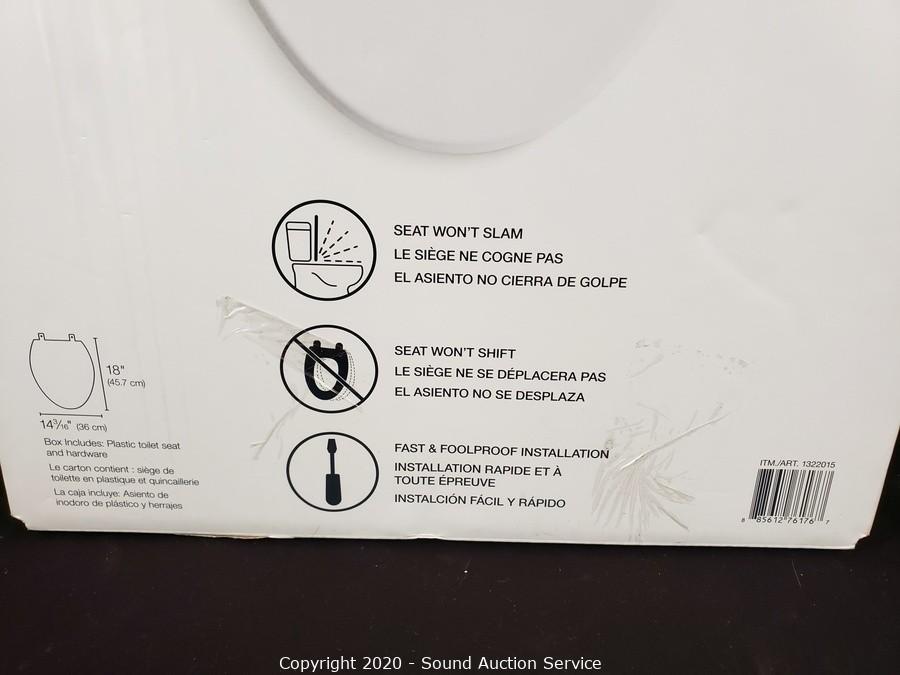 SEAT WON'T SLAM
LE SIÈGE NE COGNE PAS
EL ASIENTO NO CIERRA DE GOLPE
SEAT WON'T SHIFT
LE SIÈGE NE SE DÉPLACERA PAS
EL ASIENTO NO SE DESPLAZA
FAST & FOOLPROOF INSTALLATION
INSTALLATION RAPIDE ET À
TOUTE ÉPREUVE
INSTALCIÓN FÁCIL Y RÁPIDO
18"
(45.7 cm)
14 3/16" (36 cm)
Box Includes: Plastic toilet seat
and hardware
Le carton contient : siège de
toilette en plastique et quincaillerie
La caja incluye: Asiento de
inodoro de plástico y herrajes
ITM./ART. 1322015
8 85612 76176 7
Copyright 2020 - Sound Auction Service